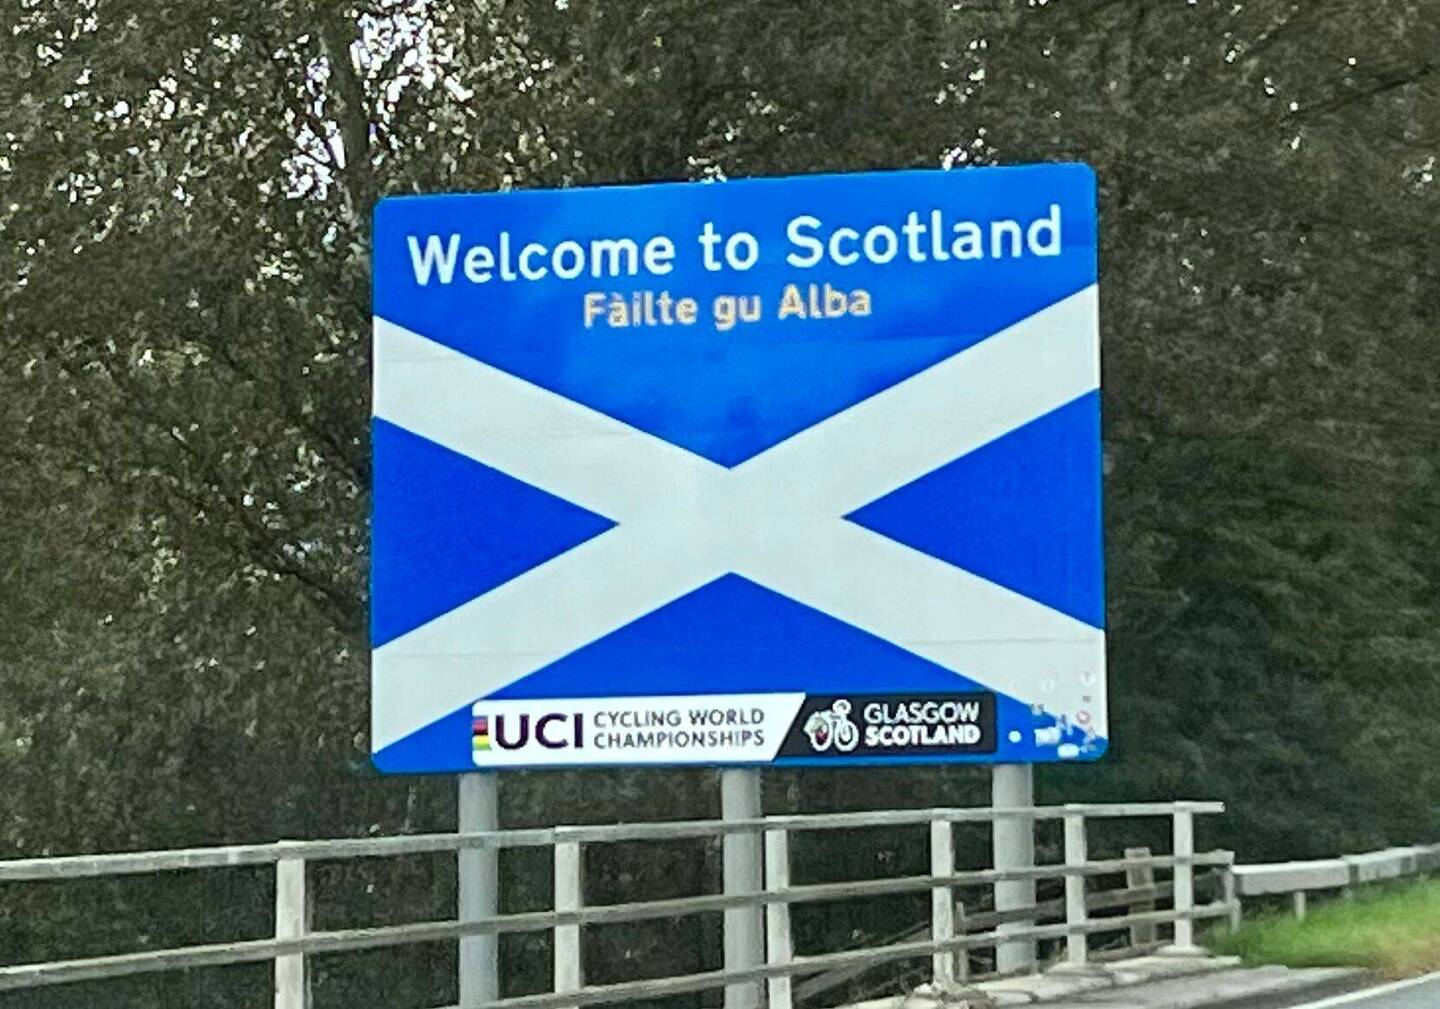 Welcome to Scotland
Fàilte gu Alba
UCI
CYCLING WORLD
CHAMPIONSHIPS
GLASGOW
SCOTLAND